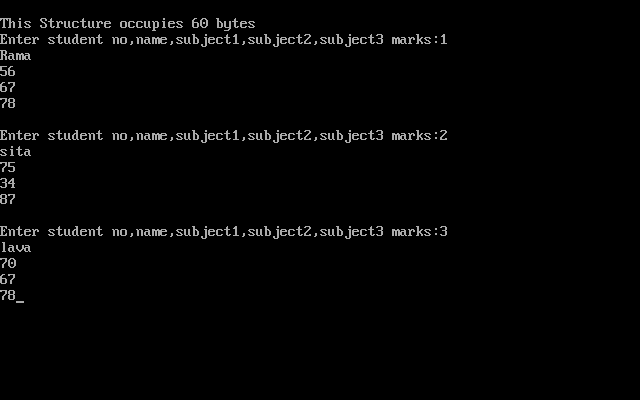 This Structure occupies 60 bytes
Enter student no,name,subject1,subject2,subject3 marks:1
Rama
56
67
78
Enter student no,name,subject1,subject2,subject3 marks:2
sita
75
34
87
Enter student no,name,subject1,subject2,subject3 marks:3
lava
70
67
78_